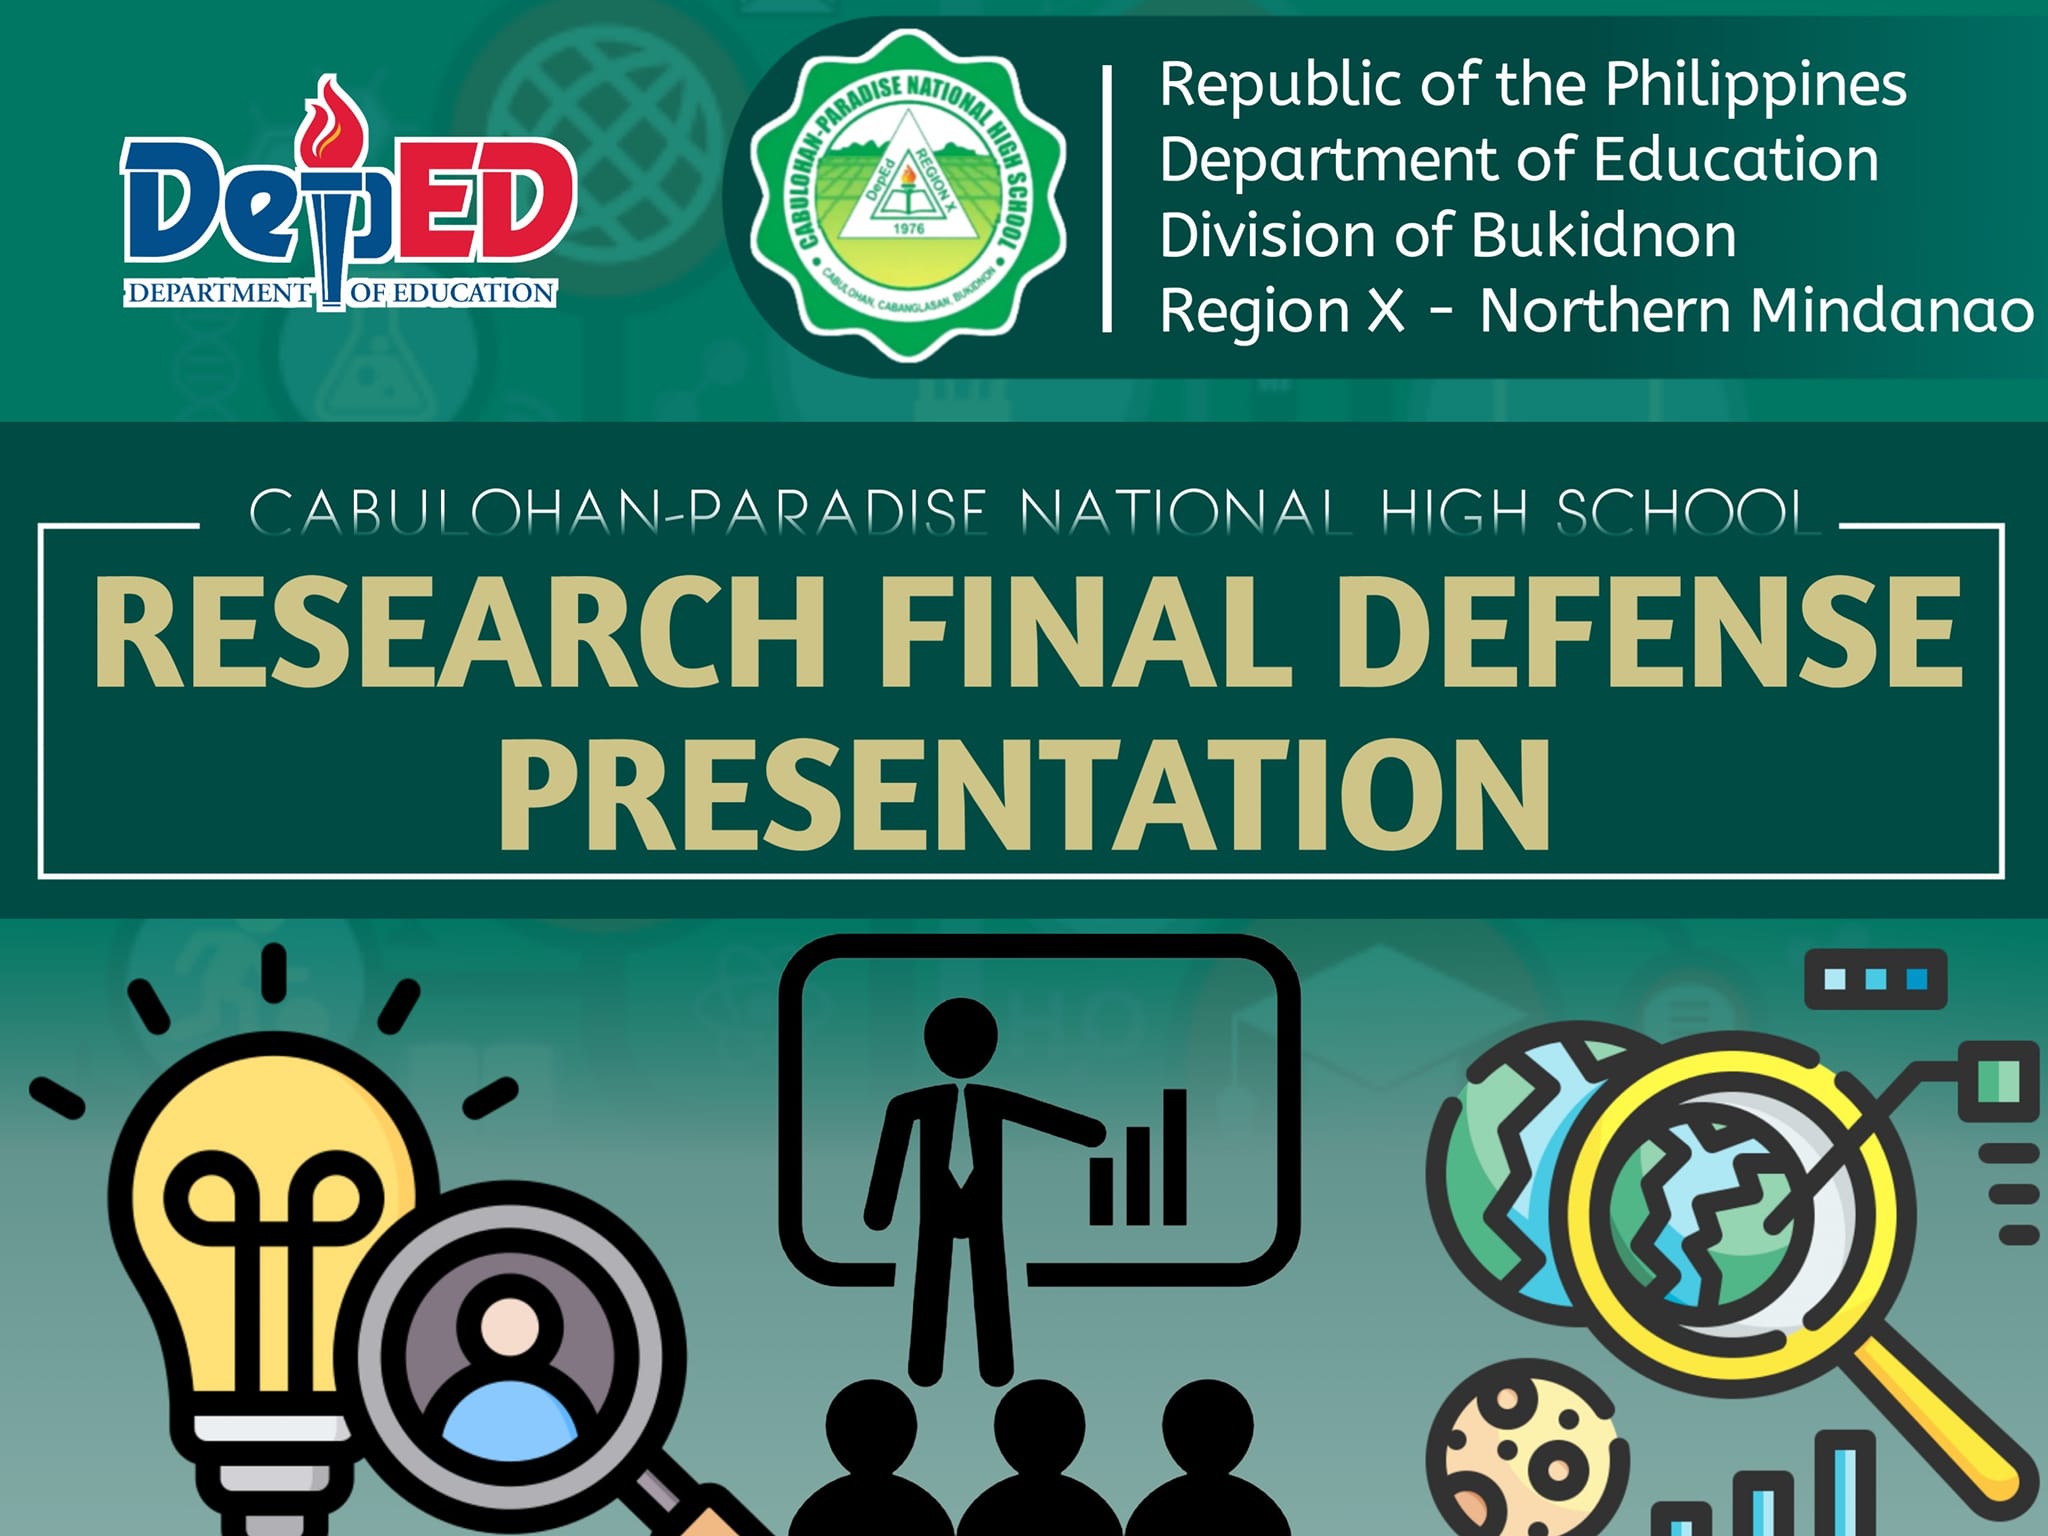 DepED
DEPARTMENT OF EDUCATION
CABULOHAN-PARADISE NATIONAL HIGH SCHOOL
DepEd
REGION X
1976
CABULOHAN, CABANGLASAN, BUKIDNON
Republic of the Philippines
Department of Education
Division of Bukidnon
Region X - Northern Mindanao
CABULOHAN-PARADISE NATIONAL HIGH SCHOOL
RESEARCH FINAL DEFENSE
PRESENTATION